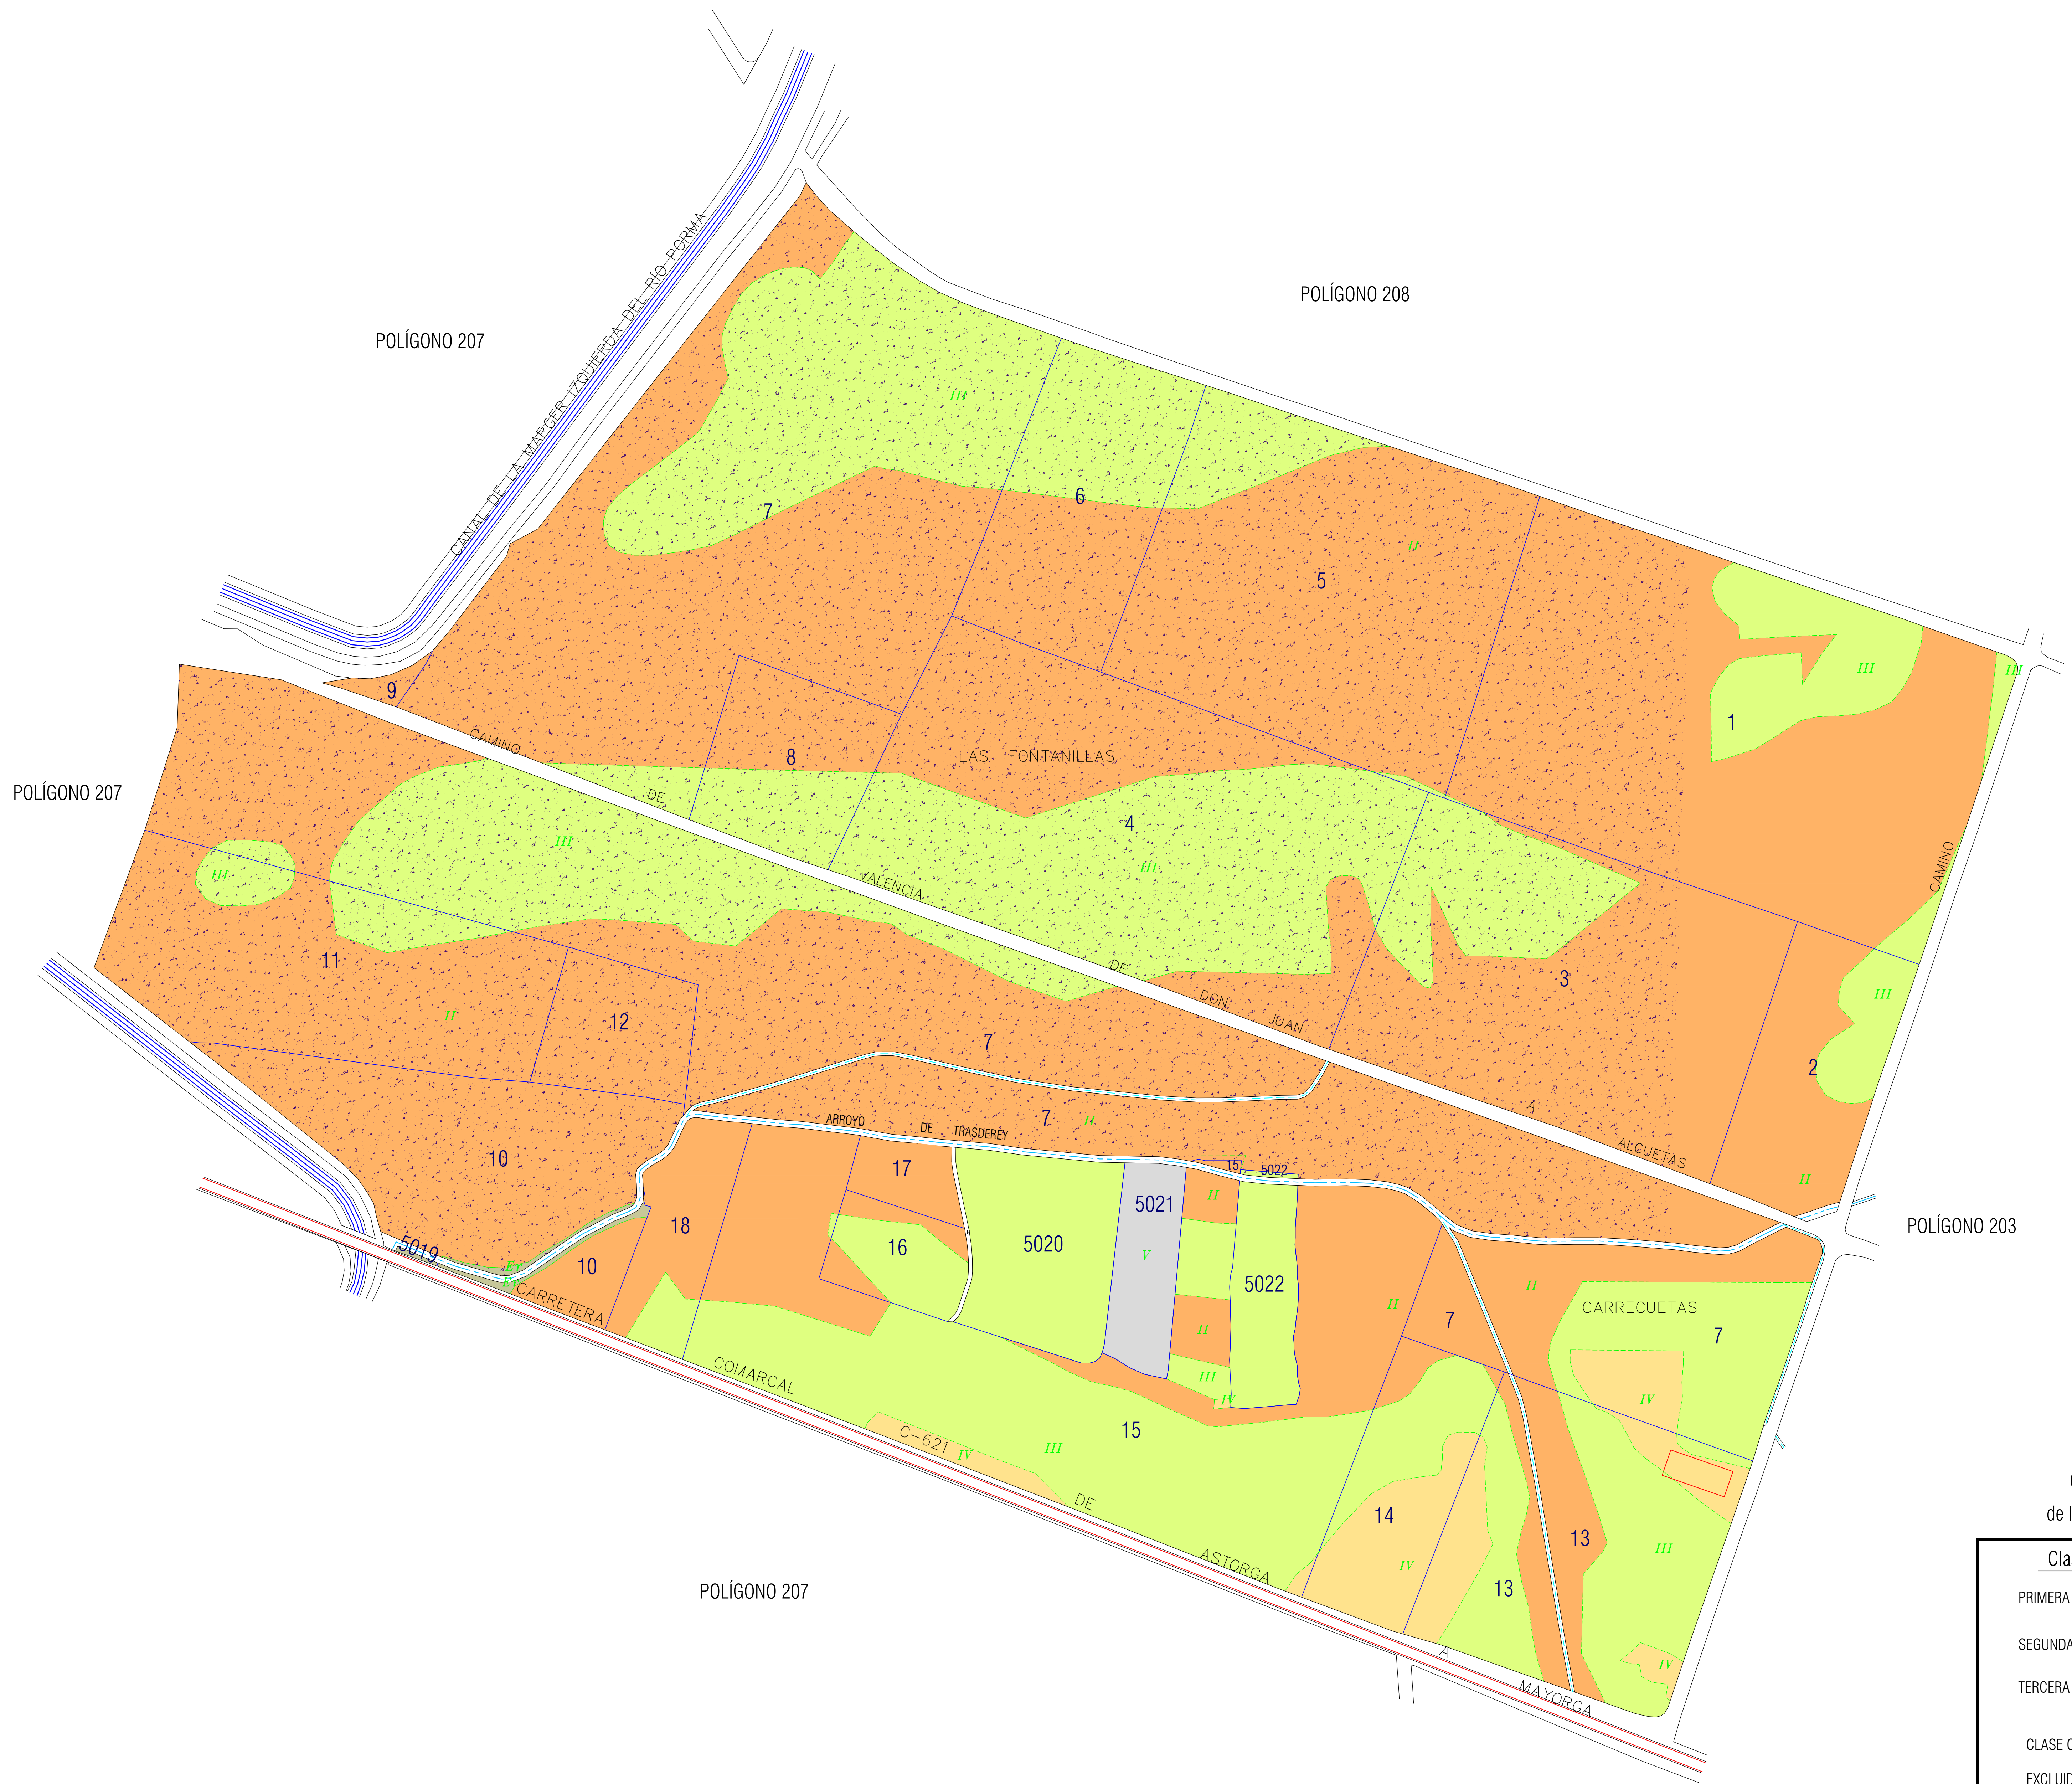 POLÍGONO 208
POLÍGONO 207
CANAL DE LA MARGER IZQUIERDA DEL RIO PORMA
III
7
6
II
5
III
III
1
9
8
LAS FONTANILLAS
CAMINO DE VALENCIA DE DON JUAN A ALCUETAS
POLÍGONO 207
4
III
III
III
CAMINO
11
3
III
II
12
7
2
10
7
II
ARROYO DE TRASDEREY
II
17
15
5022
5021
II
POLÍGONO 203
18
5019
16
5020
V
10
5022
II
II
CARRECUETAS
7
7
CARRETERA COMARCAL C-621 DE ASTORGA A MAYORGA
II
III
IV
IV
15
III
IV
14
13
IV
III
13
IV
POLÍGONO 207
de l
Cla
PRIMERA
SEGUNDA
TERCERA
CLASE
EXCLUID